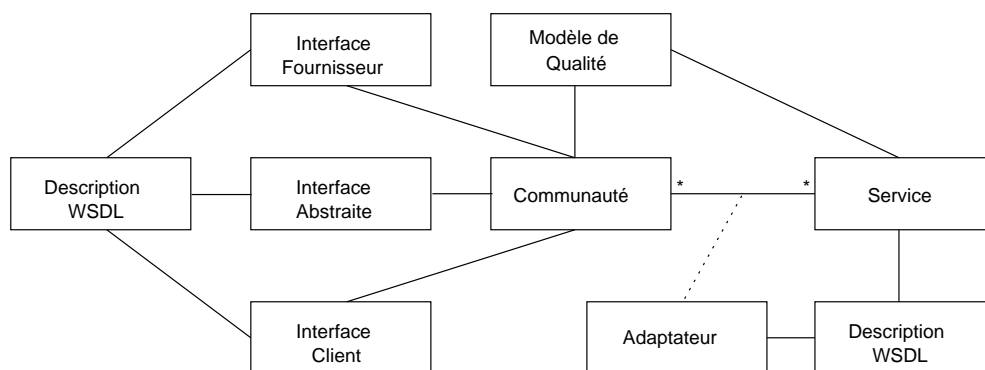 Interface
Fournisseur
Modèle de
Qualité
Description
WSDL
Interface
Abstraite
Communauté
*
*
Service
Interface
Client
Adaptateur
Description
WSDL